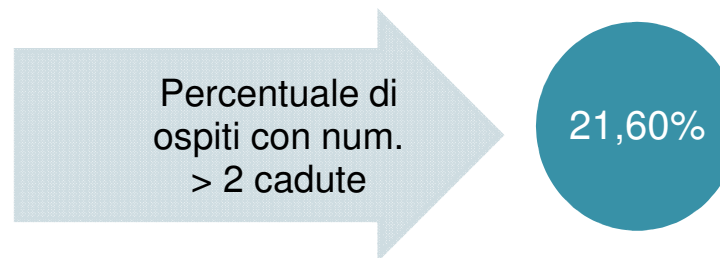 Percentuale di
ospiti con num.
> 2 cadute
21,60%